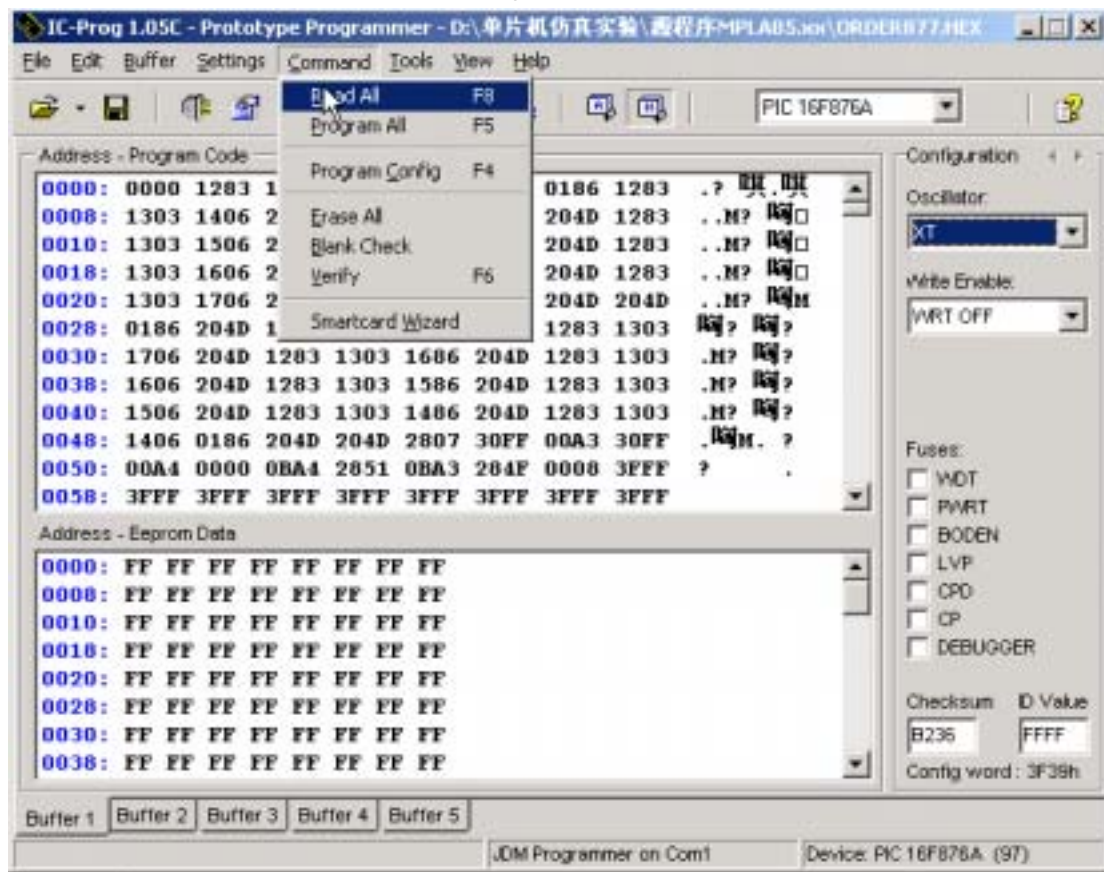 IC-Prog 1.05C - Prototype Programmer - D:\单片机仿真实验\ \ORDER877.HEX
File Edit Buffer Settings Command Tools View Help
PIC 16F876A
Read All F8
Program All F5
Program Config F4
Erase All
Blank Check
Verify F6
Smartcard Wizard
Address - Program Code
0000: 0000 1283 1 0186 1283
0008: 1303 1406 2 204D 1283
0010: 1303 1506 2 204D 1283
0018: 1303 1606 2 204D 1283
0020: 1303 1706 2 204D 204D
0028: 0186 204D 1 1283 1303
0030: 1706 204D 1283 1303 1686 204D 1283 1303
0038: 1606 204D 1283 1303 1586 204D 1283 1303
0040: 1506 204D 1283 1303 1486 204D 1283 1303
0048: 1406 0186 204D 204D 2807 30FF 00A3 30FF
0050: 00A4 0000 0BA4 2851 0BA3 284F 0008 3FFF
0058: 3FFF 3FFF 3FFF 3FFF 3FFF 3FFF 3FFF
Address - Eeprom Data
0000: FF FF FF FF FF FF FF FF
0008: FF FF FF FF FF FF FF FF
0010: FF FF FF FF FF FF FF FF
0018: FF FF FF FF FF FF FF FF
0020: FF FF FF FF FF FF FF FF
0028: FF FF FF FF FF FF FF FF
0030: FF FF FF FF FF FF FF FF
0038: FF FF FF FF FF FF FF FF
Configuration
Oscillator:
XT
Write Enable:
WRT OFF
Fuses:
WDT
PWRT
BODEN
LVP
CPD
CP
DEBUGGER
Checksum ID Value
B236 FFFF
Config word : 3F39h
Buffer 1 Buffer 2 Buffer 3 Buffer 4 Buffer 5
JDM Programmer on Com1 Device: PIC 16F876A (97)